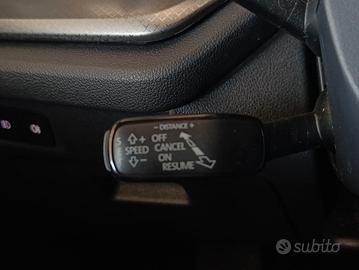 − DISTANCE +
OFF
S + CANCEL
E SPEED ON
T − RESUME
subito